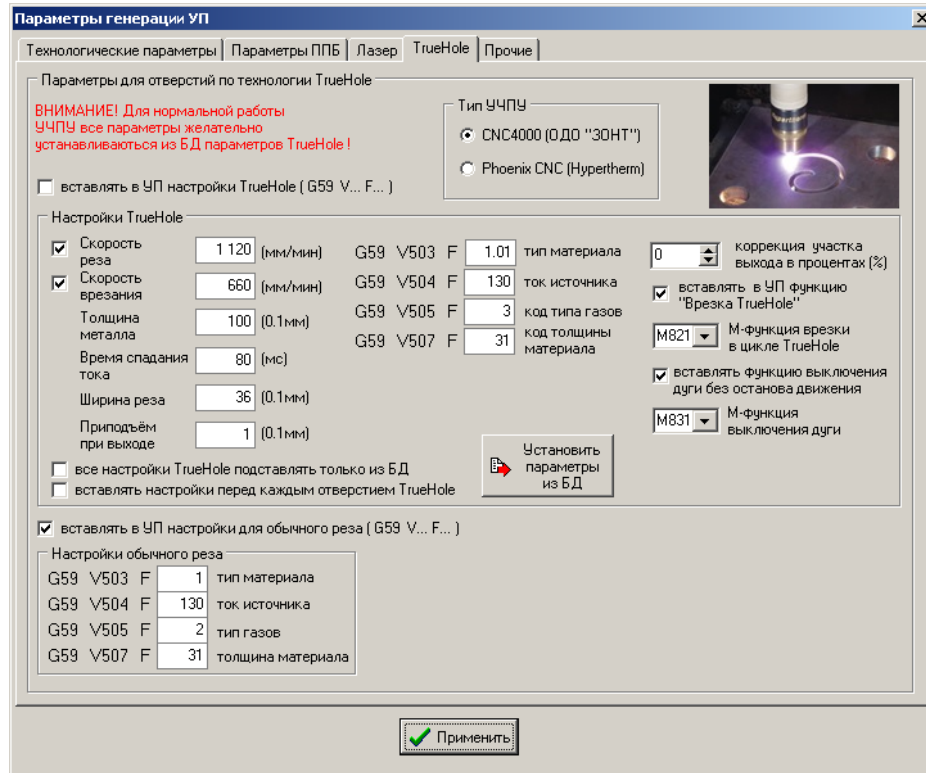 Параметры генерации УП
Технологические параметры
Параметры ППБ
Лазер
TrueHole
Прочие
Параметры для отверстий по технологии TrueHole
ВНИМАНИЕ! Для нормальной работы
УЧПУ все параметры желательно
устанавливаються из БД параметров TrueHole !
Тип УЧПУ
CNC4000 (ОДО "ЗОНТ")
Phoenix CNC (Hypertherm)
вставлять в УП настройки TrueHole ( G59 V... F... )
Настройки TrueHole
Скорость
реза
1 120 (мм/мин)
Скорость
врезания
660 (мм/мин)
Толщина
металла
100 (0.1мм)
Время спадания
тока
80 (мс)
Ширина реза 36 (0.1мм)
Приподъём
при выходе
1 (0.1мм)
G59 V503 F 1.01 тип материала
G59 V504 F 130 ток источника
G59 V505 F 3 код типа газов
G59 V507 F 31 код толщины
материала
0 коррекция участка
выхода в процентах (%)
вставлять в УП функцию
"Врезка TrueHole"
M821 М-функция врезки
в цикле TrueHole
вставлять функцию выключения
дуги без останова движения
M831 М-функция
выключения дуги
Установить
параметры
из БД
все настройки TrueHole подставлять только из БД
вставлять настройки перед каждым отверстием TrueHole
вставлять в УП настройки для обычного реза ( G59 V... F... )
Настройки обычного реза
G59 V503 F 1 тип материала
G59 V504 F 130 ток источника
G59 V505 F 2 тип газов
G59 V507 F 31 толщина материала
Применить